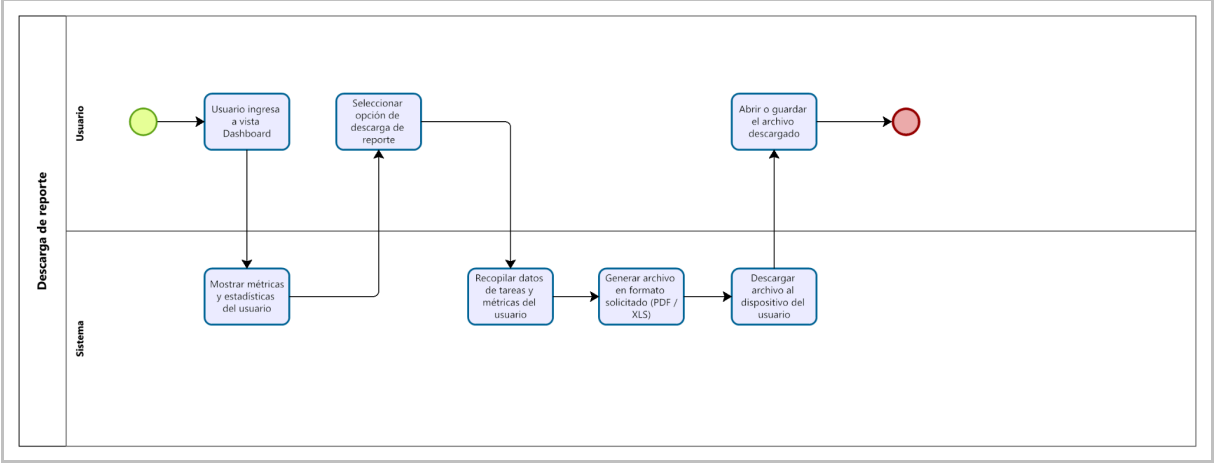 Descarga de reporte
Usuario
Usuario ingresa
a vista
Dashboard
Seleccionar
opción de
descarga de
reporte
Abrir o guardar
el archivo
descargado
Sistema
Mostrar métricas
y estadísticas
del usuario
Recopilar datos
de tareas y
métricas del
usuario
Generar archivo
en formato
solicitado (PDF /
XLS)
Descargar
archivo al
dispositivo del
usuario